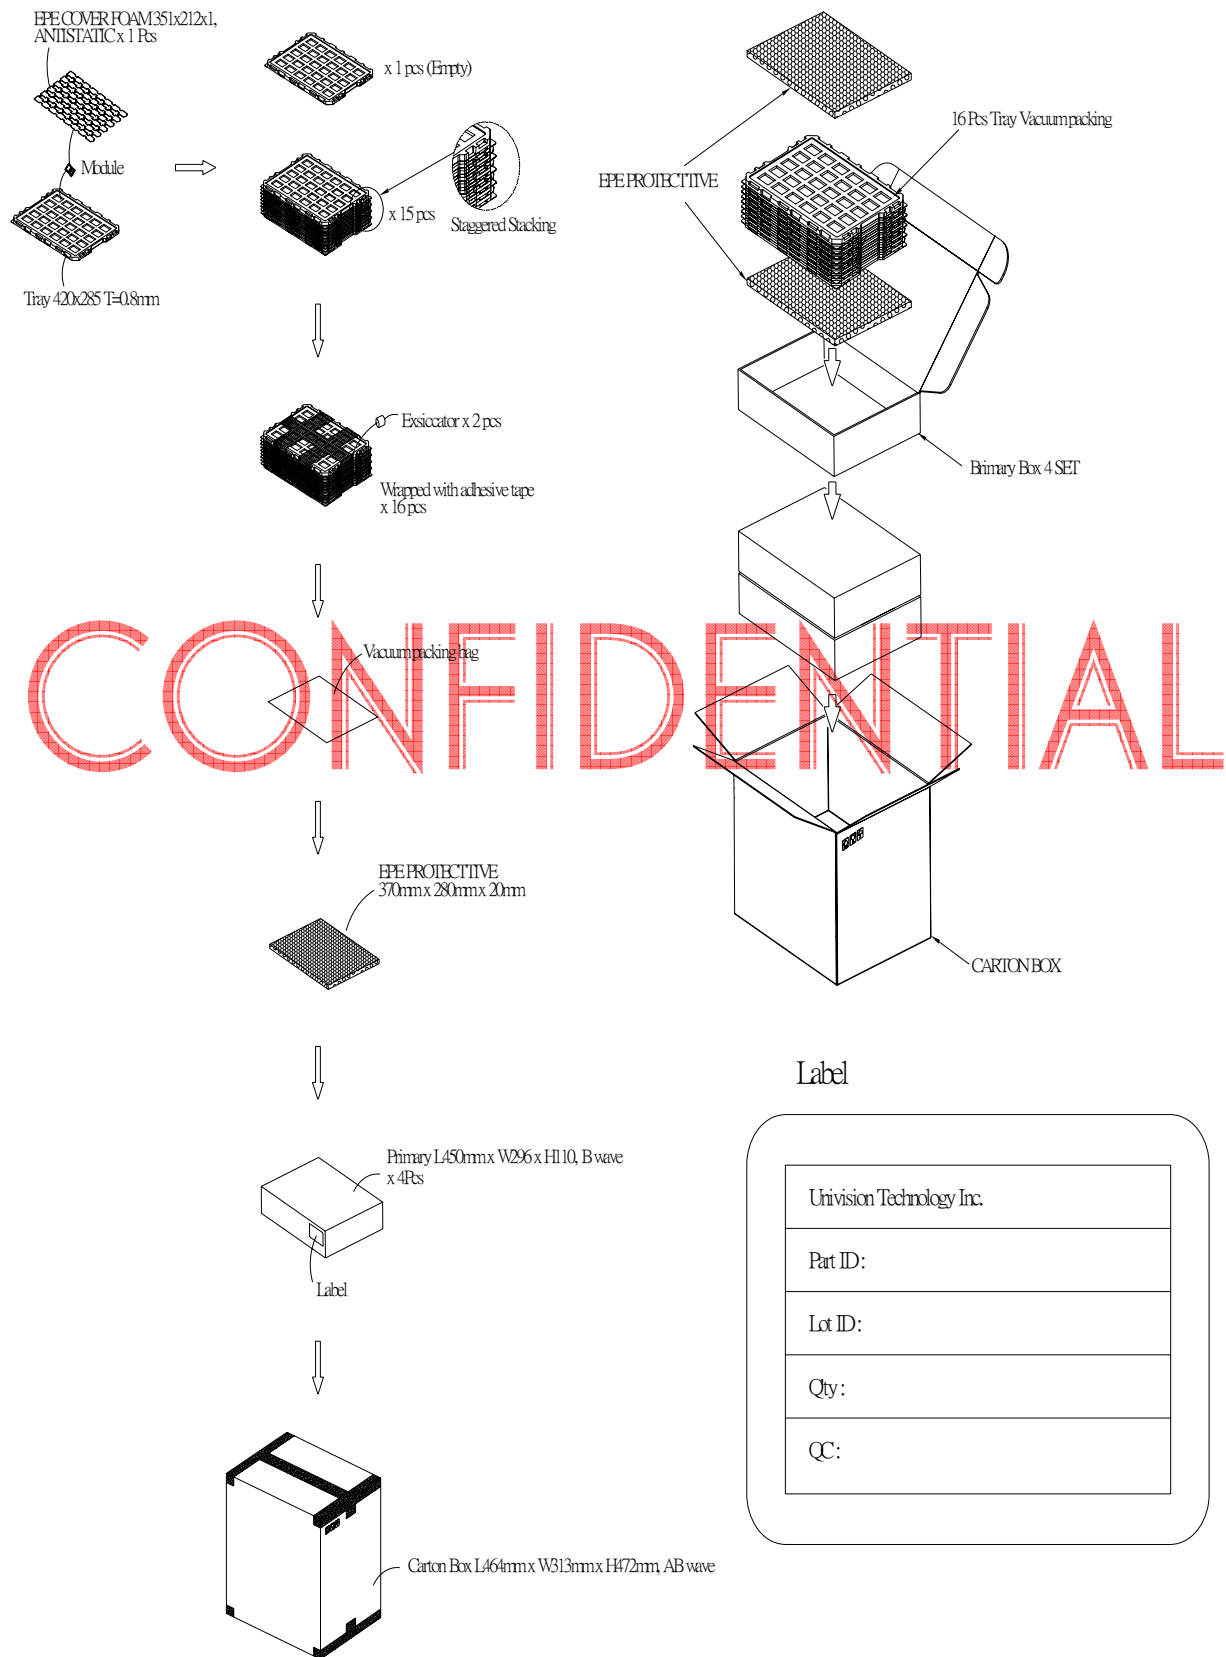 EPE COVER FOAM 351x212x1,
ANTISTATIC x 1 Pcs
x 1 pcs (Empty)
16 Pcs Tray Vacuum packing
Module
EPE PROTECTTIVE
x 15 pcs
Staggered Stacking
Tray 420x285 T=0.8mm
Exsiccator x 2 pcs
Brimary Box 4 SET
Wrapped with adhesive tape
x 16 pcs
CONFIDENTIAL
Vacuum packing bag
EPE PROTECTTIVE
370mm x 280mm x 20mm
CARTON BOX
Label
Primary L450mm x W296 x H110, B wave
x 4Pcs
Label
Univision Technology Inc.
Part ID :
Lot ID :
Q'ty :
QC :
Carton Box L464mm x W313mm x H472mm, AB wave